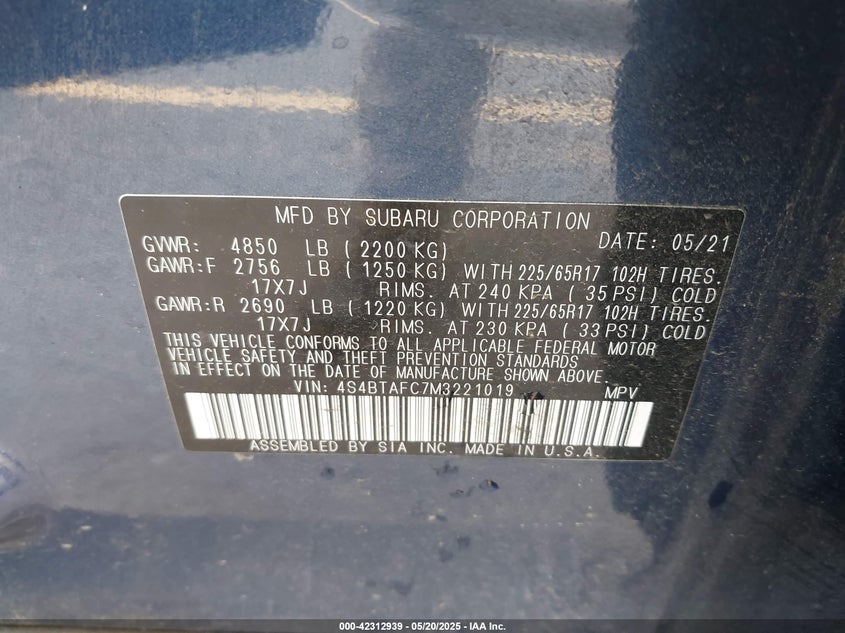 MFD BY SUBARU CORPORATION
GVWR: 4850 LB ( 2200 KG) DATE: 05/21
GAWR:F 2756 LB ( 1250 KG) WITH 225/65R17 102H TIRES.
17X7J RIMS. AT 240 KPA ( 35 PSI) COLD
GAWR:R 2690 LB ( 1220 KG) WITH 225/65R17 102H TIRES.
17X7J RIMS. AT 230 KPA ( 33 PSI) COLD
THIS VEHICLE CONFORMS TO ALL APPLICABLE FEDERAL MOTOR
VEHICLE SAFETY AND THEFT PREVENTION STANDARDS
IN EFFECT ON THE DATE OF MANUFACTURE SHOWN ABOVE.
VIN: 4S4BTAFC7M3221019 MPV
ASSEMBLED BY SIA INC. MADE IN U.S.A.
000-42312939 - 05/20/2025 - IAA Inc.